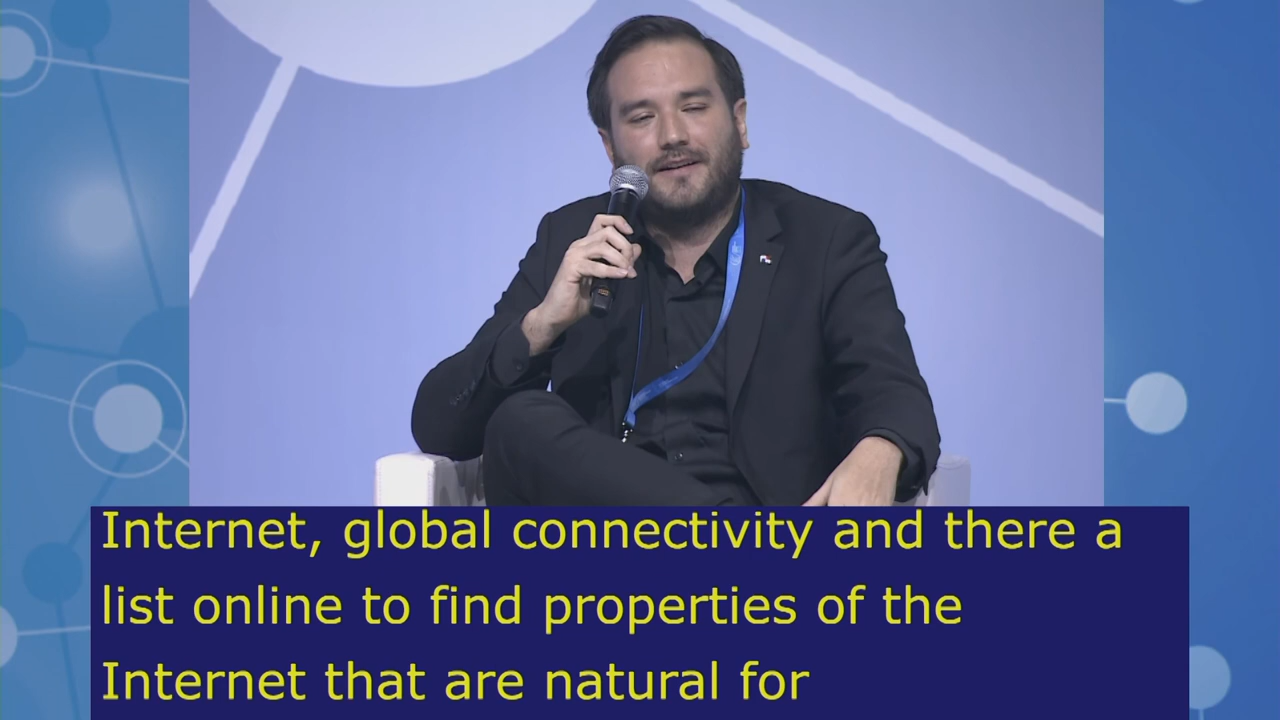 Internet, global connectivity and there a
list online to find properties of the
Internet that are natural for